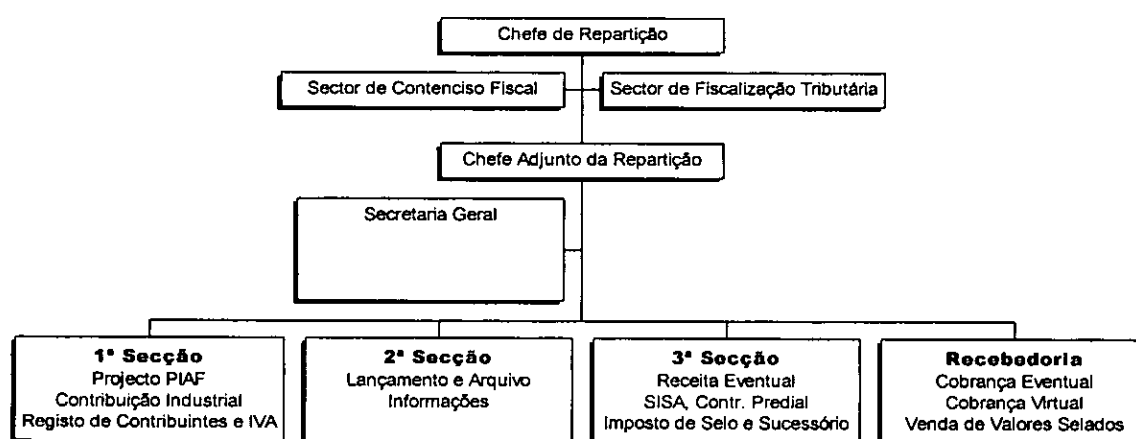 Chefe de Repartição
Sector de Contenciso Fiscal
Sector de Fiscalização Tributária
Chefe Adjunto da Repartição
Secretaria Geral
1ª Secção
Projecto PIAF
Contribuição Industrial
Registo de Contribuintes e IVA
2ª Secção
Lançamento e Arquivo
Informações
3ª Secção
Receita Eventual
SISA, Contr. Predial
Imposto de Selo e Sucessório
Recebedoria
Cobrança Eventual
Cobrança Virtual
Venda de Valores Selados